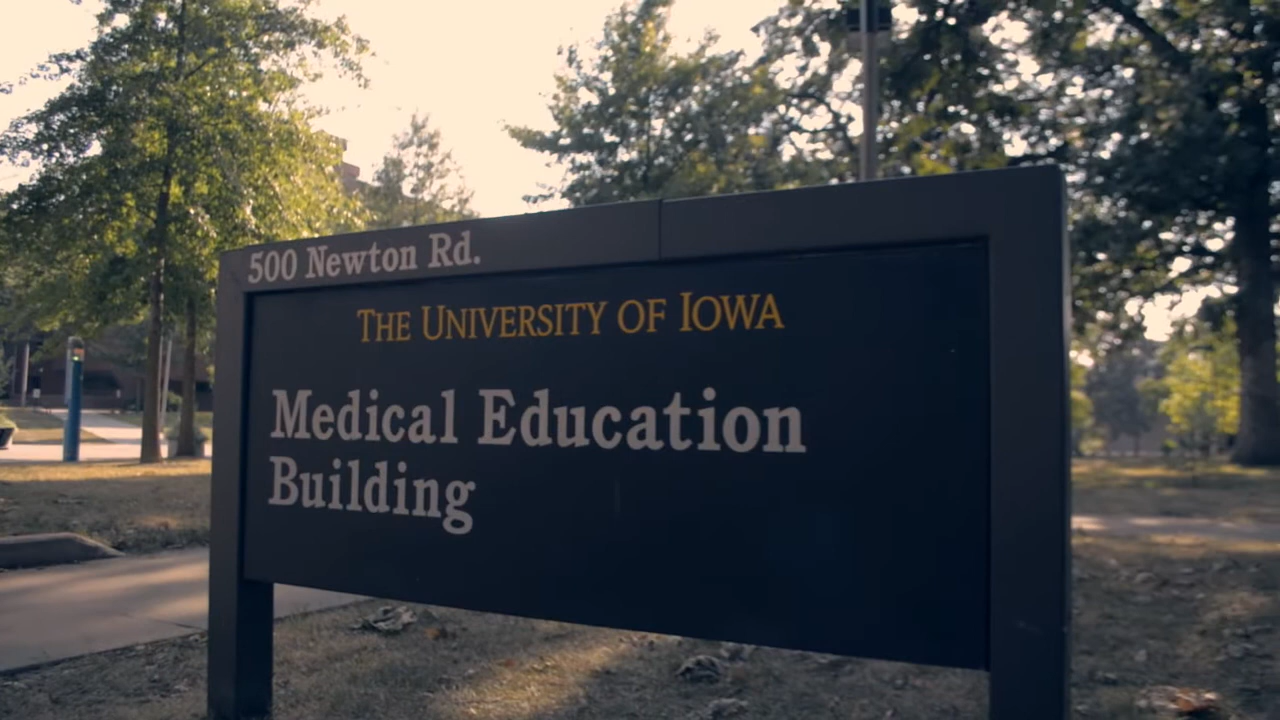 500 Newton Rd.
THE UNIVERSITY OF IOWA
Medical Education
Building